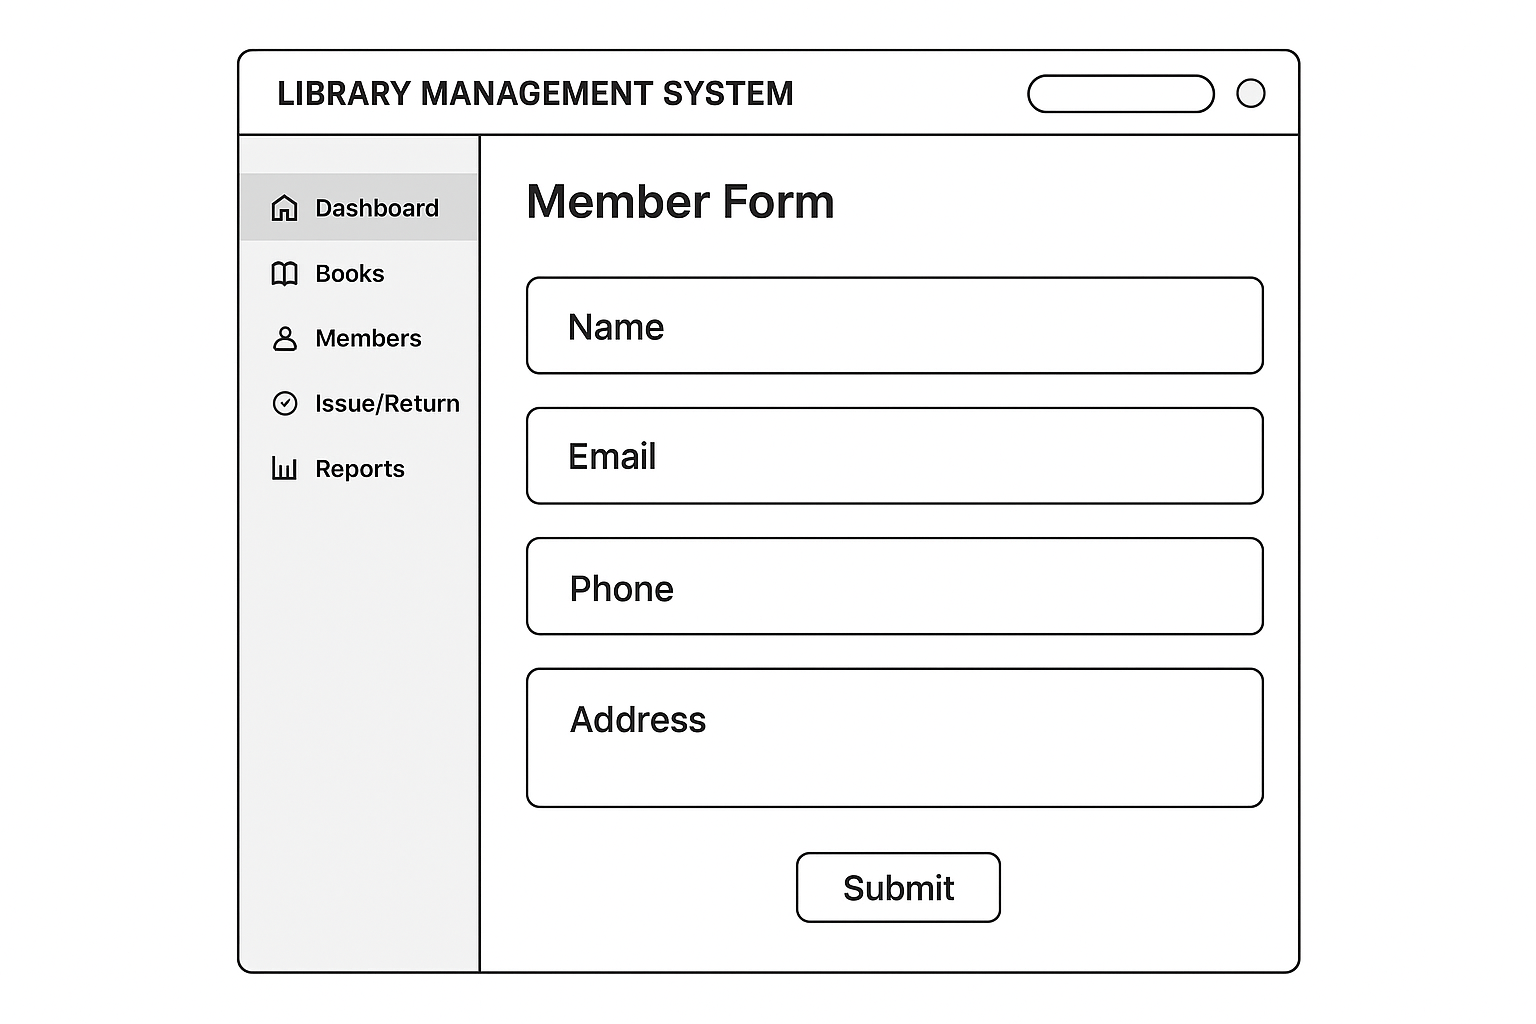 LIBRARY MANAGEMENT SYSTEM
Dashboard
Books
Members
Issue/Return
Reports
Member Form
Name
Email
Phone
Address
Submit